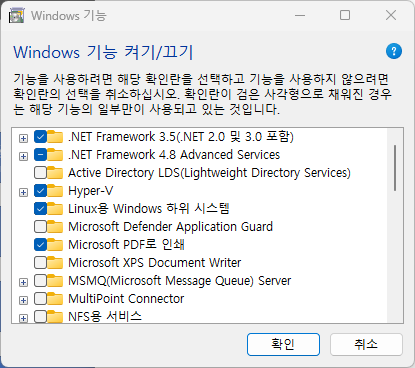 Windows 기능
Windows 기능 켜기/끄기
기능을 사용하려면 해당 확인란을 선택하고 기능을 사용하지 않으려면
확인란의 선택을 취소하십시오. 확인란이 검은 사각형으로 채워진 경우
는 해당 기능의 일부만이 사용되고 있는 것입니다.
.NET Framework 3.5(.NET 2.0 및 3.0 포함)
.NET Framework 4.8 Advanced Services
Active Directory LDS(Lightweight Directory Services)
Hyper-V
Linux용 Windows 하위 시스템
Microsoft Defender Application Guard
Microsoft PDF로 인쇄
Microsoft XPS Document Writer
MSMQ(Microsoft Message Queue) Server
MultiPoint Connector
NFS용 서비스
확인
취소